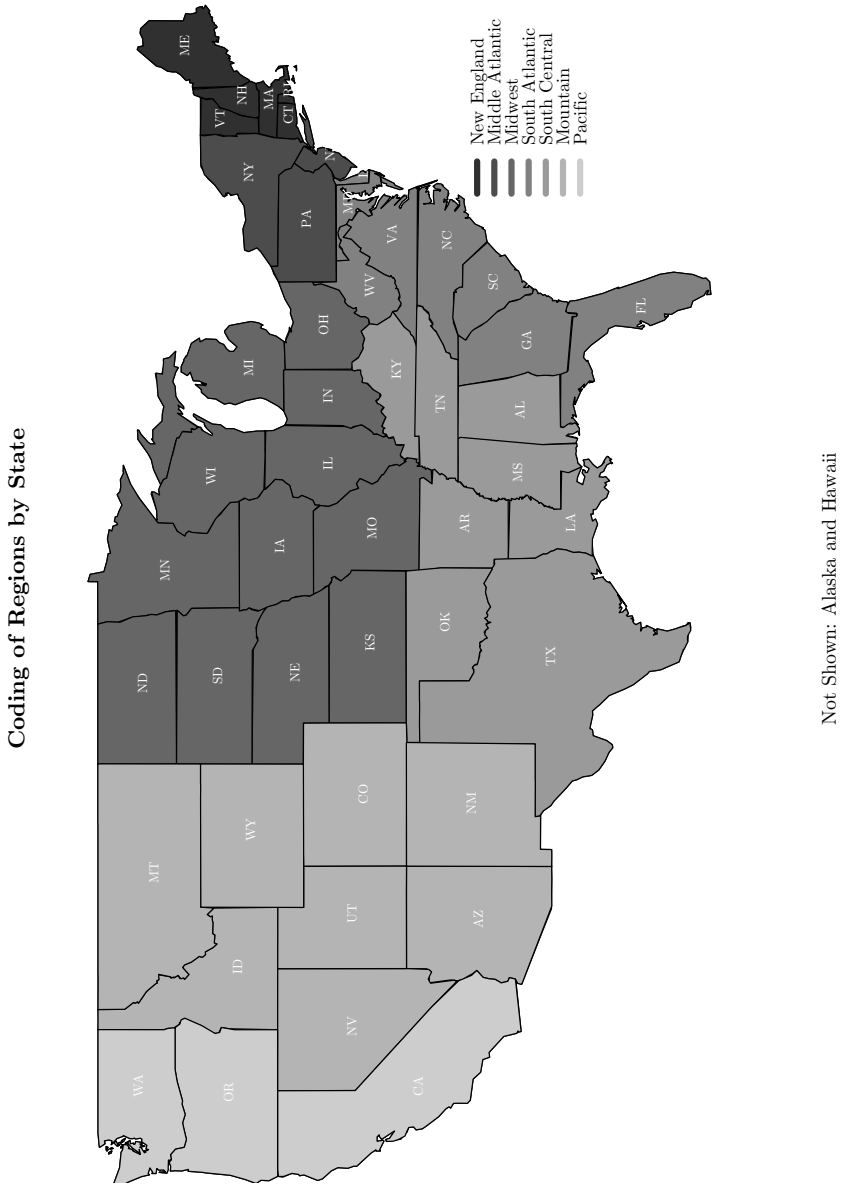 Coding of Regions by State
WA
MT
ND
MN
ME
OR
ID
WY
SD
WI
MI
NY
VT
NH
MA
CT
NV
UT
CO
NE
IA
IL
IN
OH
PA
CA
AZ
NM
KS
MO
KY
WV
VA
OK
AR
TN
NC
SC
TX
LA
MS
AL
GA
FL
New England
Middle Atlantic
Midwest
South Atlantic
South Central
Mountain
Pacific
Not Shown: Alaska and Hawaii